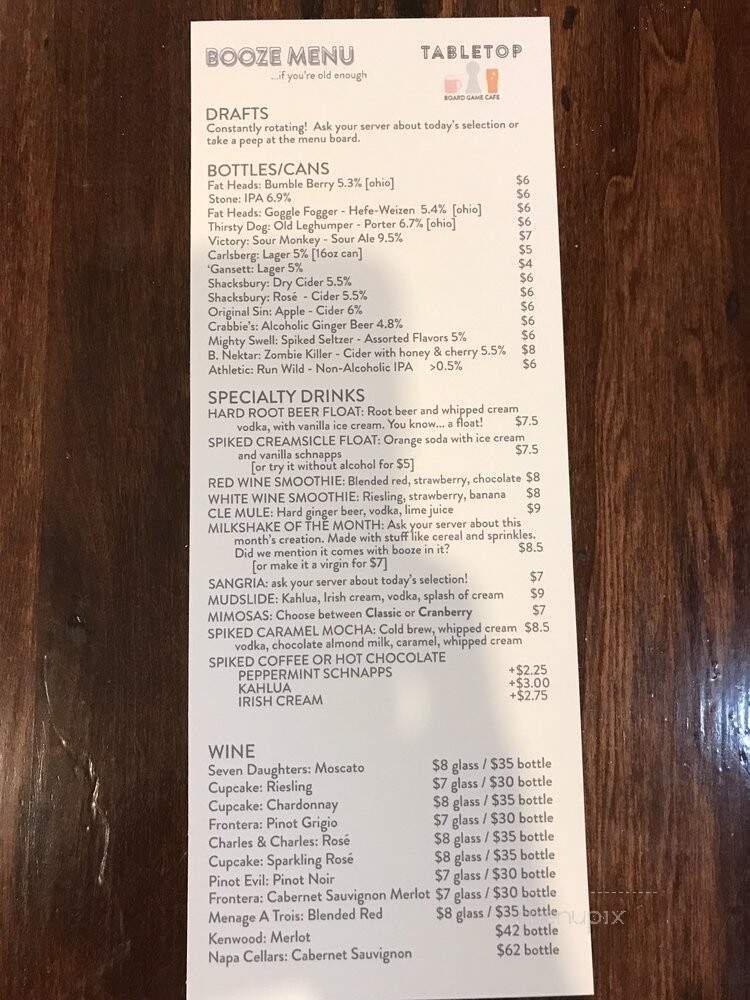 BOOZE MENU
...if you're old enough
TABLETOP
BOARD GAME CAFE
DRAFTS
Constantly rotating! Ask your server about today's selection or
take a peep at the menu board.
BOTTLES/CANS
Fat Heads: Bumble Berry 5.3% [ohio] $6
Stone: IPA 6.9% $6
Fat Heads: Goggle Fogger - Hefe-Weizen 5.4% [ohio] $6
Thirsty Dog: Old Leghumper - Porter 6.7% [ohio] $6
Victory: Sour Monkey - Sour Ale 9.5% $7
Carlsberg: Lager 5% [16oz can] $5
'Gansett: Lager 5% $4
Shacksbury: Dry Cider 5.5% $6
Shacksbury: Rosé - Cider 5.5% $6
Original Sin: Apple - Cider 6% $6
Crabbie's: Alcoholic Ginger Beer 4.8% $6
Mighty Swell: Spiked Seltzer - Assorted Flavors 5% $6
B. Nektar: Zombie Killer - Cider with honey & cherry 5.5% $8
Athletic: Run Wild - Non-Alcoholic IPA >0.5% $6
SPECIALTY DRINKS
HARD ROOT BEER FLOAT: Root beer and whipped cream
vodka, with vanilla ice cream. You know... a float! $7.5
SPIKED CREAMSICLE FLOAT: Orange soda with ice cream
and vanilla schnapps $7.5
[or try it without alcohol for $5]
RED WINE SMOOTHIE: Blended red, strawberry, chocolate $8
WHITE WINE SMOOTHIE: Riesling, strawberry, banana $8
CLE MULE: Hard ginger beer, vodka, lime juice $9
MILKSHAKE OF THE MONTH: Ask your server about this
month's creation. Made with stuff like cereal and sprinkles.
Did we mention it comes with booze in it? $8.5
[or make it a virgin for $7]
SANGRIA: ask your server about today's selection! $7
MUDSLIDE: Kahlua, Irish cream, vodka, splash of cream $9
MIMOSAS: Choose between Classic or Cranberry $7
SPIKED CARAMEL MOCHA: Cold brew, whipped cream $8.5
vodka, chocolate almond milk, caramel, whipped cream
SPIKED COFFEE OR HOT CHOCOLATE
PEPPERMINT SCHNAPPS +$2.25
KAHLUA +$3.00
IRISH CREAM +$2.75
WINE
Seven Daughters: Moscato $8 glass / $35 bottle
Cupcake: Riesling $7 glass / $30 bottle
Cupcake: Chardonnay $8 glass / $35 bottle
Frontera: Pinot Grigio $7 glass / $30 bottle
Charles & Charles: Rosé $8 glass / $35 bottle
Cupcake: Sparkling Rosé $8 glass / $35 bottle
Pinot Evil: Pinot Noir $7 glass / $30 bottle
Frontera: Cabernet Sauvignon Merlot $7 glass / $30 bottle
Menage A Trois: Blended Red $8 glass / $35 bottle
Kenwood: Merlot $42 bottle
Napa Cellars: Cabernet Sauvignon $62 bottle